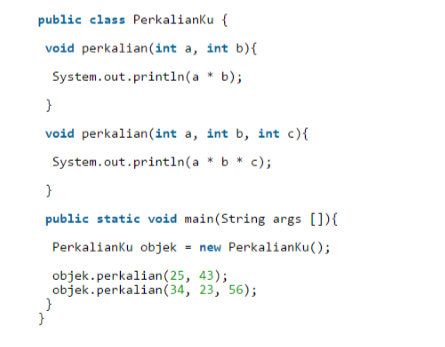 public class PerkalianKu {
void perkalian(int a, int b){
System.out.println(a * b);
}
void perkalian(int a, int b, int c){
System.out.println(a * b * c);
}
public static void main(String args []){
PerkalianKu objek = new PerkalianKu();
objek.perkalian(25, 43);
objek.perkalian(34, 23, 56);
}
}